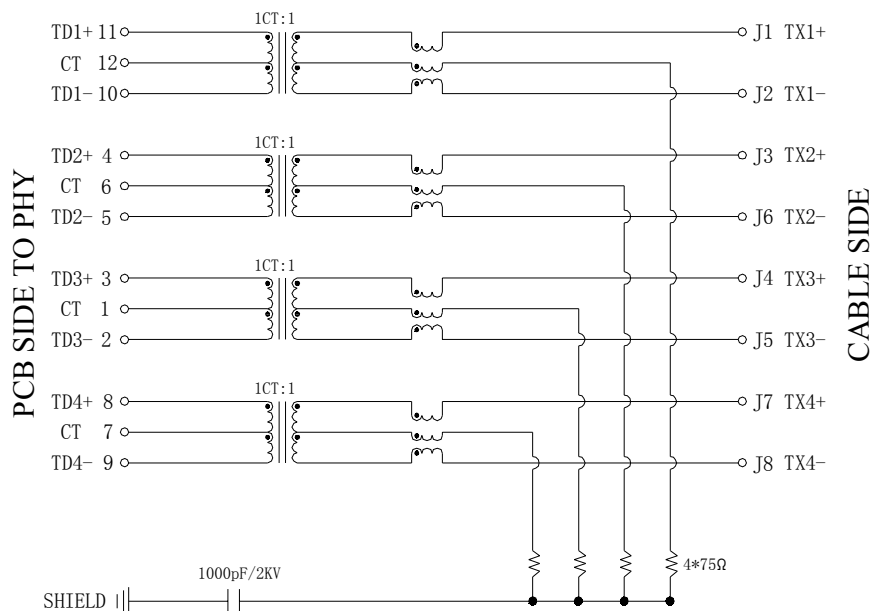 1CT:1
TD1+ 11
J1 TX1+
CT 12
TD1- 10
J2 TX1-
1CT:1
TD2+ 4
J3 TX2+
CT 6
TD2- 5
J6 TX2-
1CT:1
TD3+ 3
J4 TX3+
CT 1
TD3- 2
J5 TX3-
1CT:1
TD4+ 8
J7 TX4+
CT 7
TD4- 9
J8 TX4-
PCB SIDE TO PHY
CABLE SIDE
4*75Ω
1000pF/2KV
SHIELD